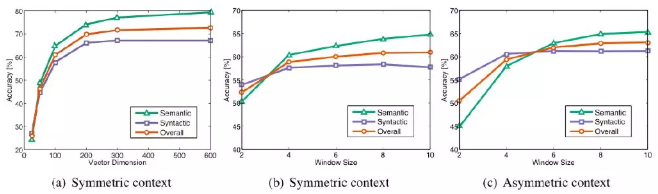 80
70
60
50
40
30
20
0 100 200 300 400 500 600
Accuracy [%]
Vector Dimension
Semantic
Syntactic
Overall
(a) Symmetric context
70
65
60
55
50
45
40
2 4 6 8 10
Accuracy [%]
Window Size
Semantic
Syntactic
Overall
(b) Symmetric context
70
65
60
55
50
45
40
2 4 6 8 10
Accuracy [%]
Window Size
Semantic
Syntactic
Overall
(c) Asymmetric context